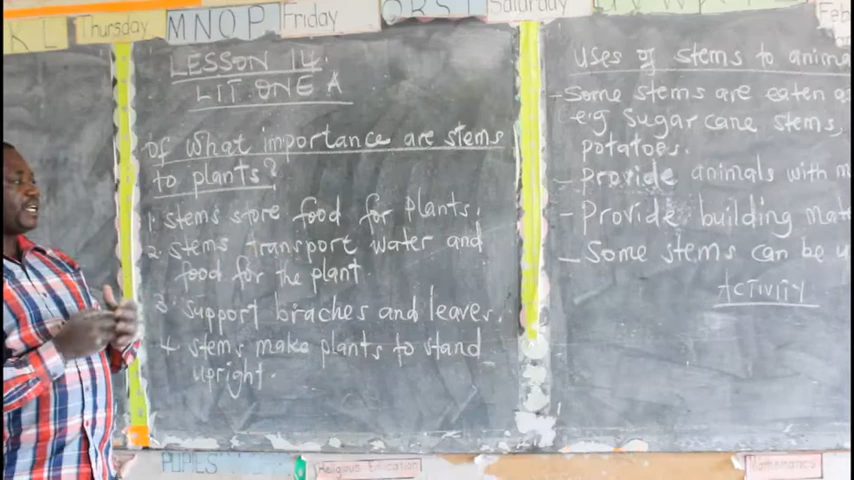 K L Thursday MNOP Friday QRST Saturday
LESSON 14
LIT ONE A
of what importance are stems
to plants?
1. stems store food for plants.
2. stems transport water and
food for the plant
3. support braches and leaves.
4 stems make plants to stand
upright.
uses of stems to anima
- Some stems are eaten as
e.g sugar cane stems,
potatoes.
- Provide animals with m
- Provide building mate
- Some stems can be u
ACTIVITY
PUPILS'
Religious Education
Mathematics